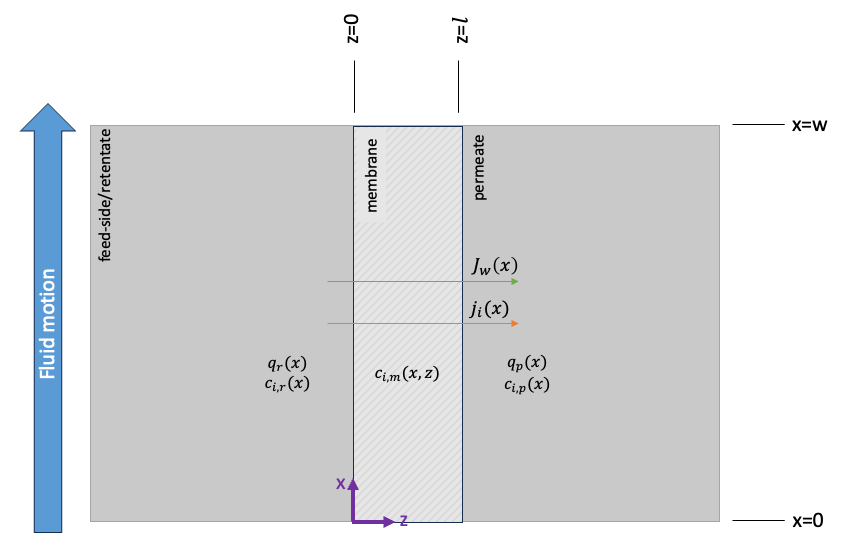 z=0
z=l
x=w
feed-side/retentate
membrane
permeate
Fluid motion
J_w(x)
j_i(x)
q_r(x)
c_{i,r}(x)
c_{i,m}(x,z)
q_p(x)
c_{i,p}(x)
x
z
x=0